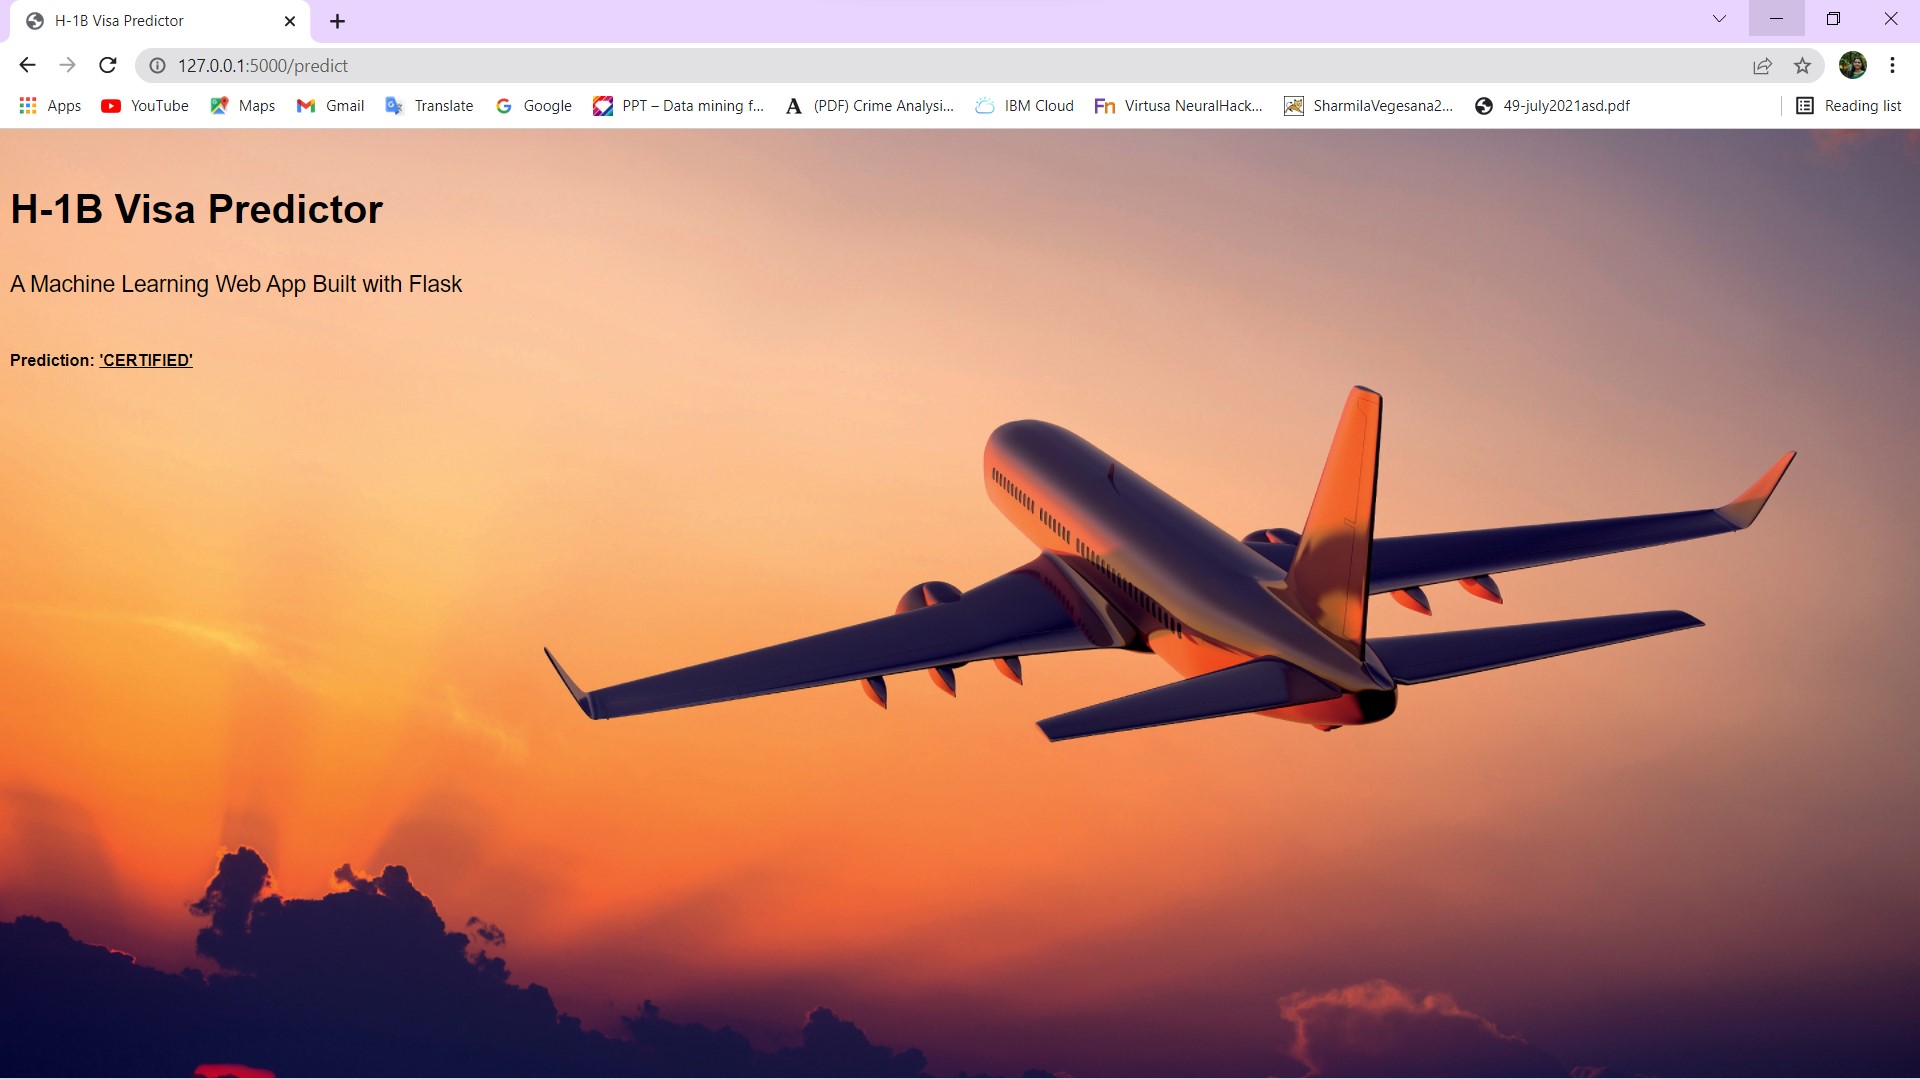 H-1B Visa Predictor
127.0.0.1:5000/predict
Apps YouTube Maps Gmail Translate Google PPT – Data mining f... (PDF) Crime Analysi... IBM Cloud Virtusa NeuralHack... SharmilaVegesana2... 49-july2021asd.pdf Reading list
H-1B Visa Predictor
A Machine Learning Web App Built with Flask
Prediction: 'CERTIFIED'